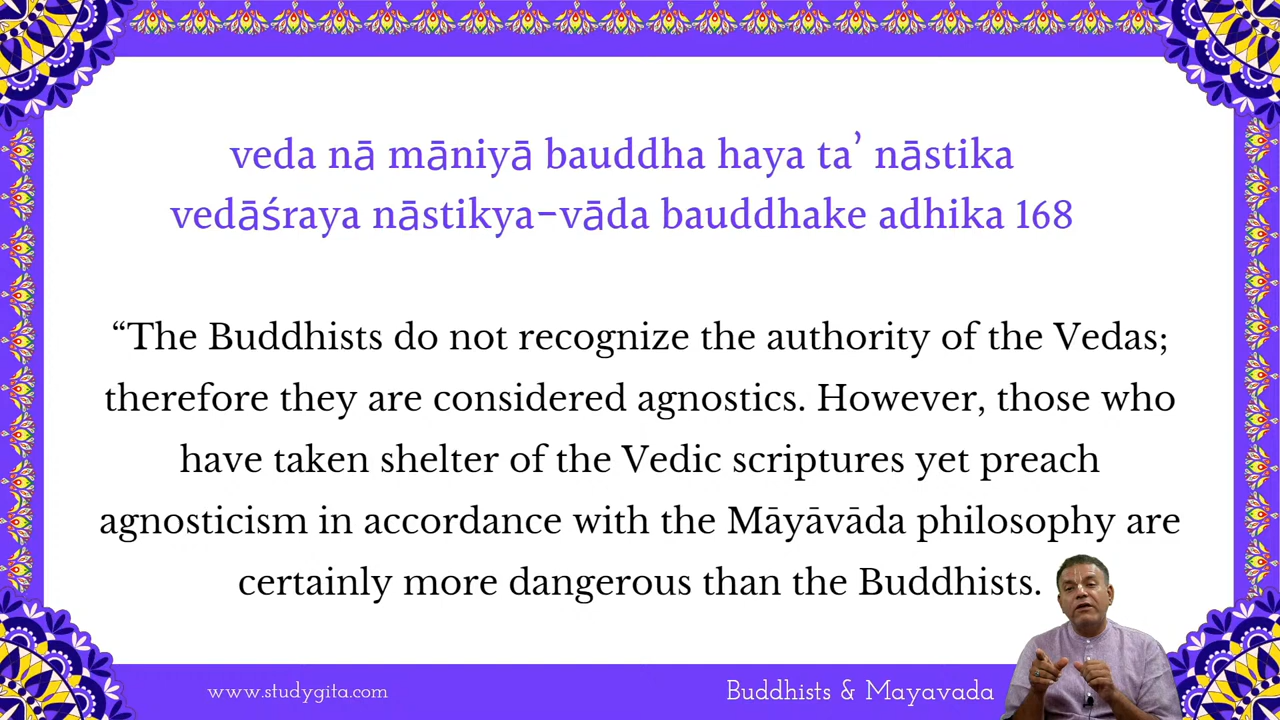 veda nā māniyā bauddha haya ta’ nāstika
vedāśraya nāstikya-vāda bauddhake adhika 168
“The Buddhists do not recognize the authority of the Vedas;
therefore they are considered agnostics. However, those who
have taken shelter of the Vedic scriptures yet preach
agnosticism in accordance with the Māyāvāda philosophy are
certainly more dangerous than the Buddhists.
www.studygita.com
Buddhists & Mayavada